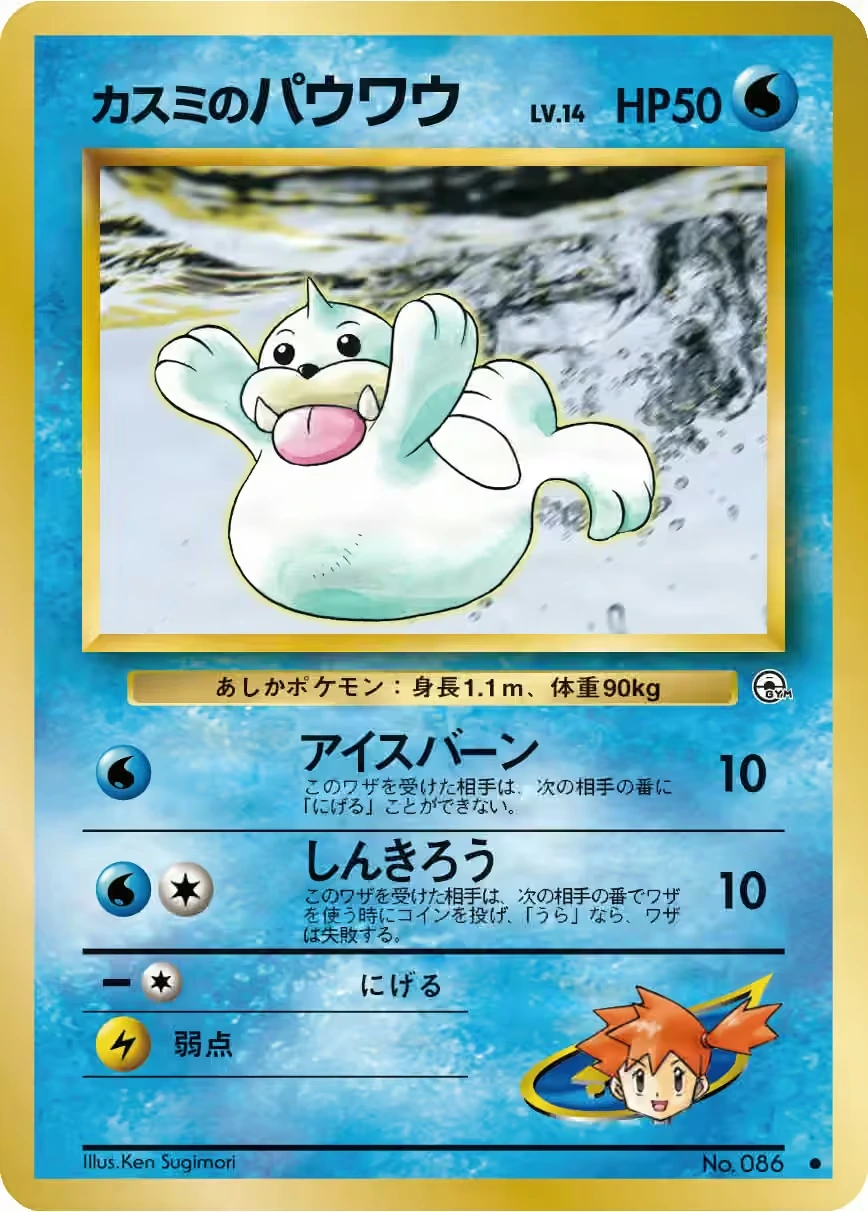 カスミのパウワウ LV.14 HP50
あしかポケモン：身長1.1m、体重90kg
GYM
アイスバーン 10
このワザを受けた相手は、次の相手の番に
「にげる」ことができない。
しんきろう 10
このワザを受けた相手は、次の相手の番でワザ
を使う時にコインを投げ、「うら」なら、ワザ
は失敗する。
にげる
弱点
Illus.Ken Sugimori No.086